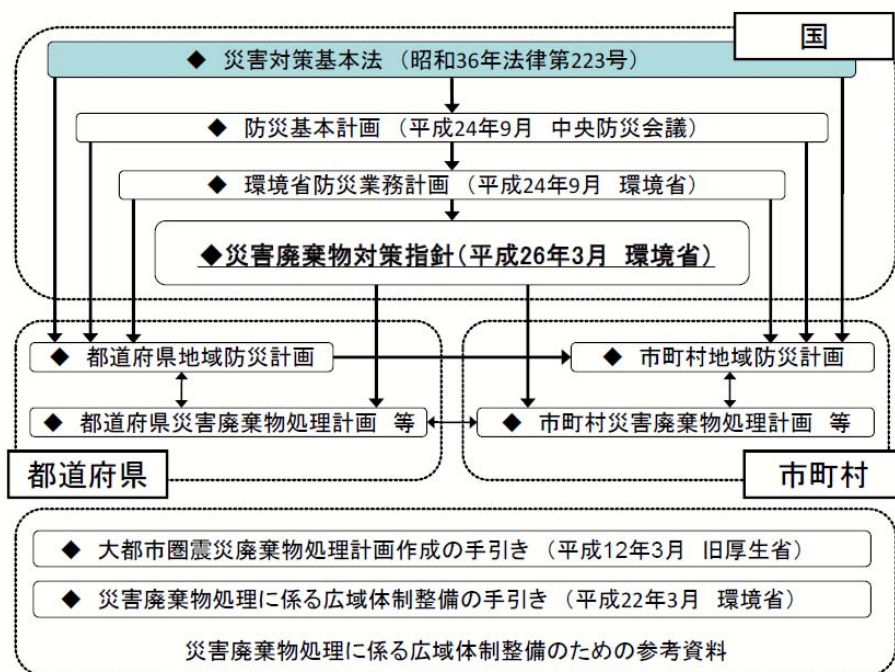 国
◆ 災害対策基本法 （昭和36年法律第223号）
◆ 防災基本計画 （平成24年9月 中央防災会議）
◆ 環境省防災業務計画 （平成24年9月 環境省）
◆災害廃棄物対策指針（平成26年3月 環境省）
◆ 都道府県地域防災計画
◆ 市町村地域防災計画
◆ 都道府県災害廃棄物処理計画 等
◆ 市町村災害廃棄物処理計画 等
都道府県
市町村
◆ 大都市圏震災廃棄物処理計画作成の手引き （平成12年3月 旧厚生省）
◆ 災害廃棄物処理に係る広域体制整備の手引き （平成22年3月 環境省）
災害廃棄物処理に係る広域体制整備のための参考資料